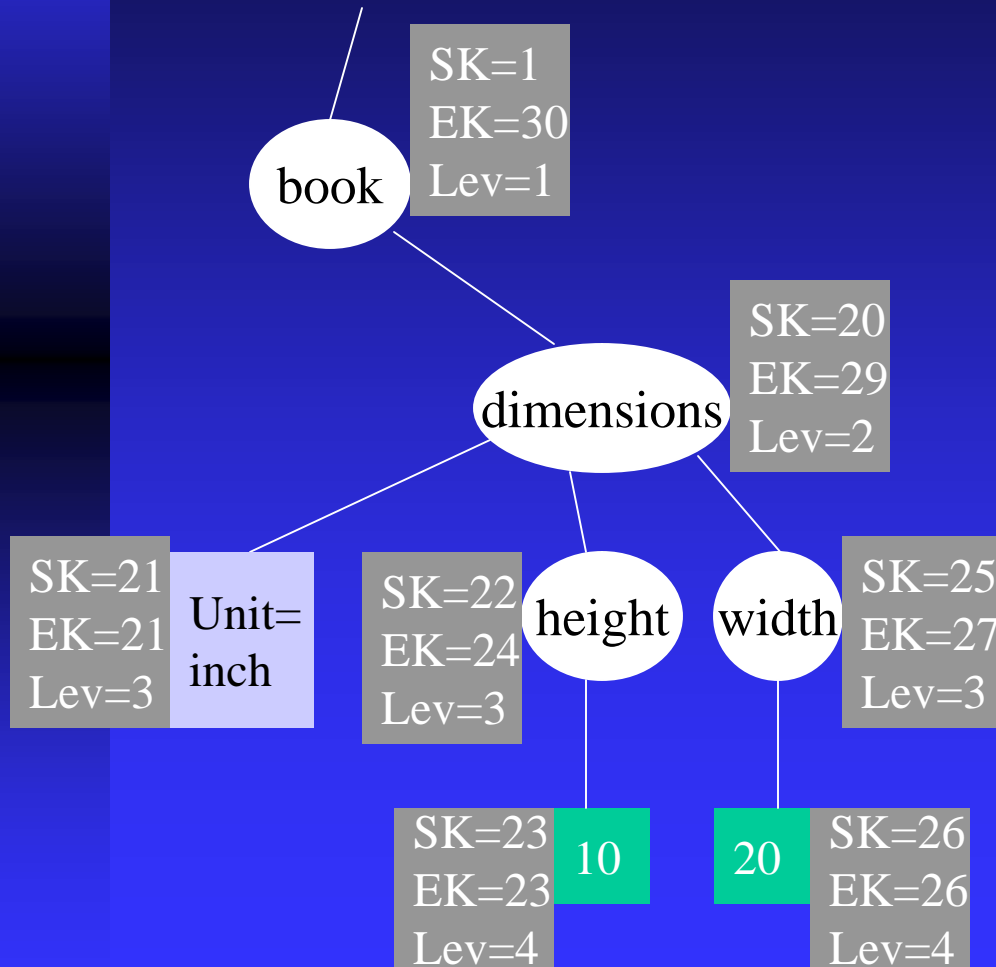 SK=1
EK=30
Lev=1
book
SK=20
EK=29
Lev=2
dimensions
SK=21
EK=21
Lev=3
Unit=
inch
SK=22
EK=24
Lev=3
height
width
SK=25
EK=27
Lev=3
SK=23
EK=23
Lev=4
10
20
SK=26
EK=26
Lev=4